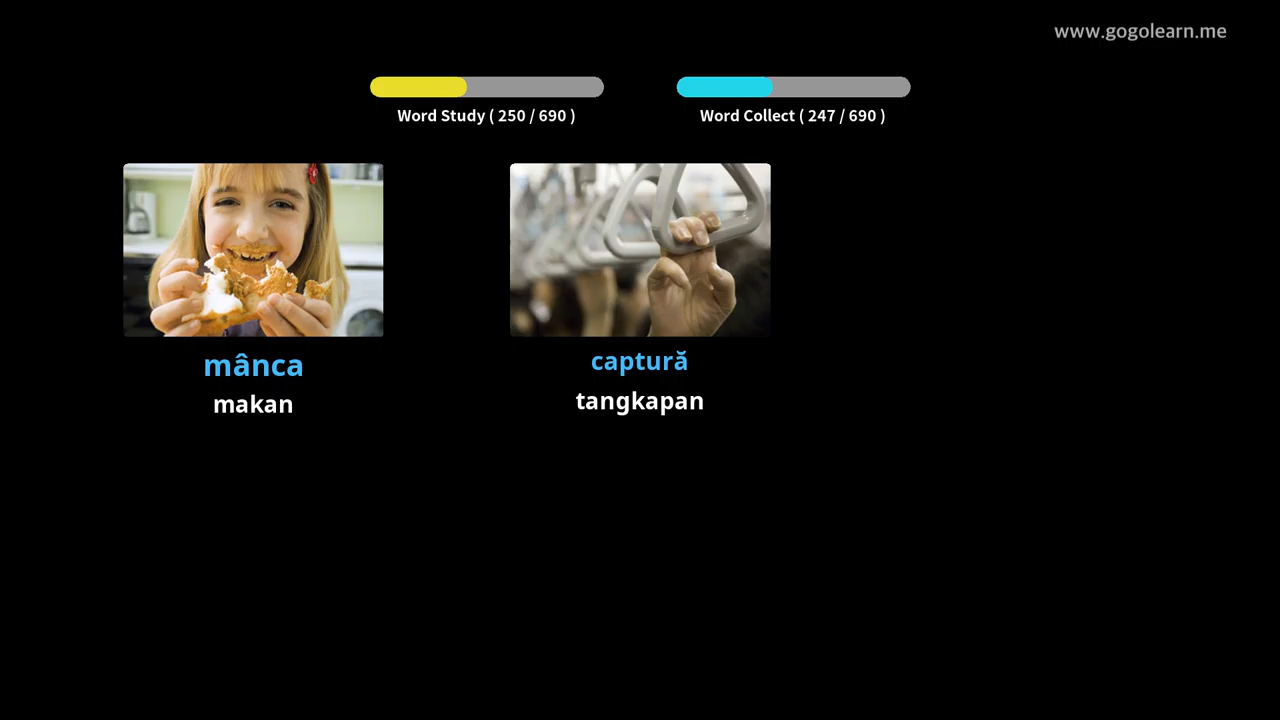 www.gogolearn.me
Word Study ( 250 / 690 )
Word Collect ( 247 / 690 )
mânca
makan
captură
tangkapan